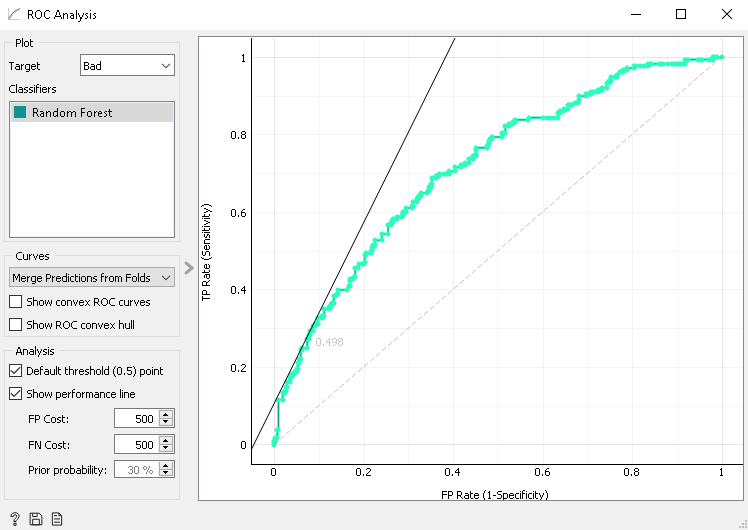 ROC Analysis
Plot
Target Bad
Classifiers
Random Forest
Curves
Merge Predictions from Folds
Show convex ROC curves
Show ROC convex hull
Analysis
Default threshold (0.5) point
Show performance line
FP Cost: 500
FN Cost: 500
Prior probability: 30 %
TP Rate (Sensitivity)
1
0.8
0.6
0.4
0.2
0
0.498
0 0.2 0.4 0.6 0.8 1
FP Rate (1-Specificity)
?